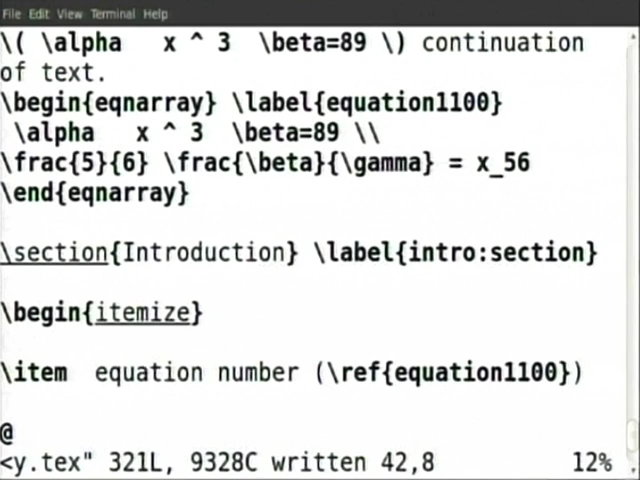 File Edit View Terminal Help
\( \alpha   x ^ 3  \beta=89 \) continuation
of text.
\begin{eqnarray} \label{equation1100}
 \alpha   x ^ 3  \beta=89 \\
\frac{5}{6} \frac{\beta}{\gamma} = x_56
\end{eqnarray}
\section{Introduction} \label{intro:section}
\begin{itemize}
\item  equation number (\ref{equation1100})
@
<y.tex" 321L, 9328C written 42,8          12%